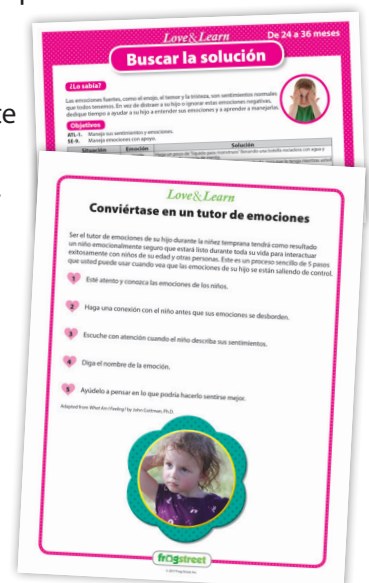 Love & Learn
De 24 a 36 meses
Buscar la solución
¿Lo sabía?
Las emociones fuertes, como el enojo, el temor y la tristeza, son sentimientos normales
que todos tenemos. En vez de distraer a su hijo o ignorar estas emociones negativas,
dedique tiempo a ayudar a su hijo a entender sus emociones y a aprender a manejarlas.
Objetivos
Maneja sus sentimientos y emociones.
SE-9. Maneja emociones con apoyo.
Situación Emoción Solución
te
Love & Learn
Conviértase en un tutor de emociones
Ser el tutor de emociones de su hijo durante la niñez temprana tendrá como resultado
un niño emocionalmente seguro que estará listo durante toda su vida para interactuar
exitosamente con niños de su edad y otras personas. Este es un proceso sencillo de 5 pasos
que usted puede usar cuando vea que las emociones de su hijo se están saliendo de control.
1 Esté atento y conozca las emociones de los niños.
2 Haga una conexión con el niño antes que sus emociones se desborden.
3 Escuche con atención cuando el niño describa sus sentimientos.
4 Diga el nombre de la emoción.
5 Ayúdelo a pensar en lo que podría hacerlo sentirse mejor.
Adapted from What Am I Feeling? by John Gottman, Ph.D.
frogstreet